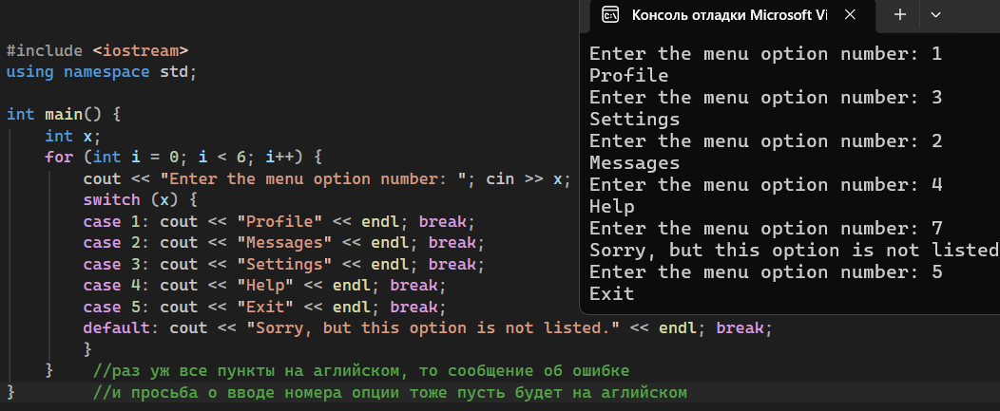 #include <iostream>
using namespace std;
int main() {
int x;
for (int i = 0; i < 6; i++) {
cout << "Enter the menu option number: "; cin >> x;
switch (x) {
case 1: cout << "Profile" << endl; break;
case 2: cout << "Messages" << endl; break;
case 3: cout << "Settings" << endl; break;
case 4: cout << "Help" << endl; break;
case 5: cout << "Exit" << endl; break;
default: cout << "Sorry, but this option is not listed." << endl; break;
}
} //раз уж все пункты на аглийском, то сообщение об ошибке
} //и просьба о вводе номера опции тоже пусть будет на аглийском
Консоль отладки Microsoft Vi
Enter the menu option number: 1
Profile
Enter the menu option number: 3
Settings
Enter the menu option number: 2
Messages
Enter the menu option number: 4
Help
Enter the menu option number: 7
Sorry, but this option is not listed
Enter the menu option number: 5
Exit